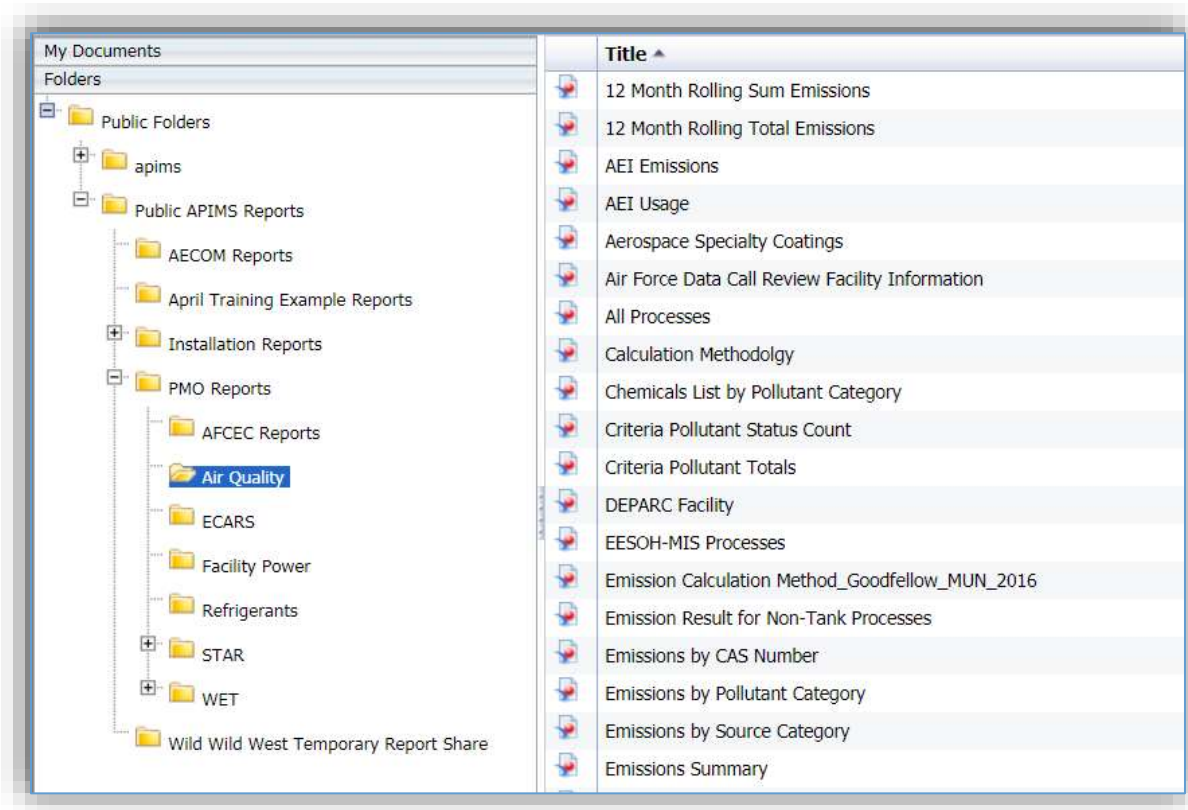 My Documents
Folders
Public Folders
apims
Public APIMS Reports
AECOM Reports
April Training Example Reports
Installation Reports
PMO Reports
AFCEC Reports
Air Quality
ECARS
Facility Power
Refrigerants
STAR
WET
Wild Wild West Temporary Report Share
Title
12 Month Rolling Sum Emissions
12 Month Rolling Total Emissions
AEI Emissions
AEI Usage
Aerospace Specialty Coatings
Air Force Data Call Review Facility Information
All Processes
Calculation Methodolgy
Chemicals List by Pollutant Category
Criteria Pollutant Status Count
Criteria Pollutant Totals
DEPARC Facility
EESOH-MIS Processes
Emission Calculation Method_Goodfellow_MUN_2016
Emission Result for Non-Tank Processes
Emissions by CAS Number
Emissions by Pollutant Category
Emissions by Source Category
Emissions Summary